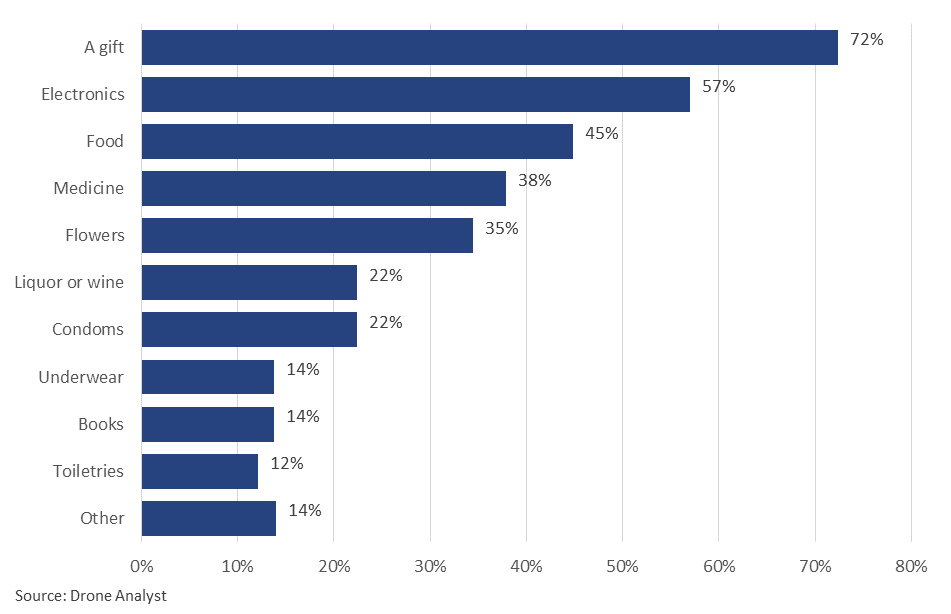 A gift 72%
Electronics 57%
Food 45%
Medicine 38%
Flowers 35%
Liquor or wine 22%
Condoms 22%
Underwear 14%
Books 14%
Toiletries 12%
Other 14%
0% 10% 20% 30% 40% 50% 60% 70% 80%
Source: Drone Analyst